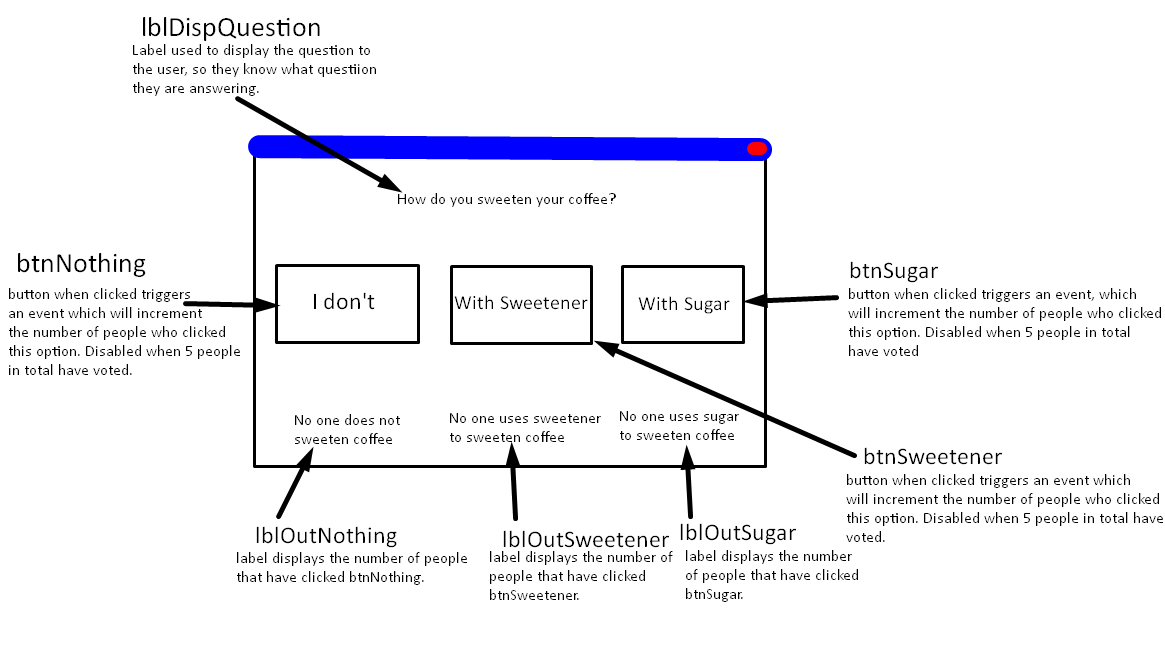 lblDispQuestion
Label used to display the question to
the user, so they know what questiion
they are answering.
How do you sweeten your coffee?
btnNothing
button when clicked triggers
an event which will increment
the number of people who clicked
this option. Disabled when 5 people
in total have voted.
I don't
With Sweetener
With Sugar
btnSugar
button when clicked triggers an event, which
will increment the number of people who clicked
this option. Disabled when 5 people in total
have voted
No one does not
sweeten coffee
No one uses sweetener
to sweeten coffee
No one uses sugar
to sweeten coffee
btnSweetener
button when clicked triggers an event which
will increment the number of people who clicked
this option. Disabled when 5 people in total have
voted.
lblOutNothing
label displays the number of people
that have clicked btnNothing.
lblOutSweetener
label displays the number of
people that have clicked
btnSweetener.
lblOutSugar
label displays the number
of people that have clicked
btnSugar.